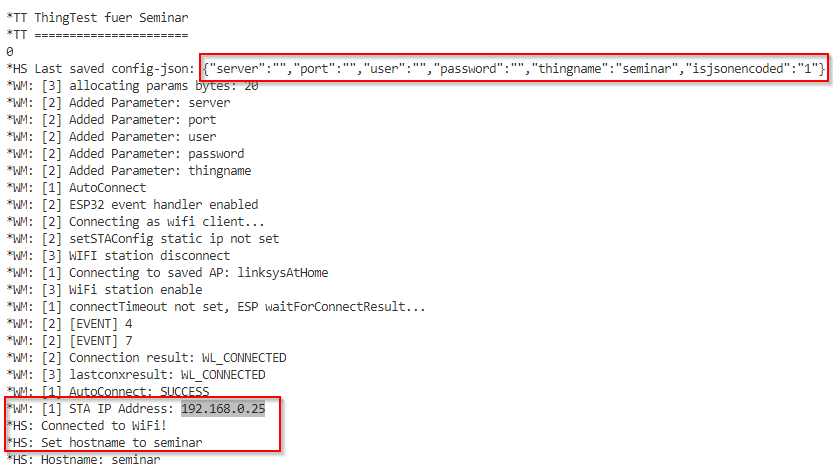 *TT ThingTest fuer Seminar
*TT ======================
0
*HS Last saved config-json: {"server":"","port":"","user":"","password":"","thingname":"seminar","isjsonencoded":"1"}
*WM: [3] allocating params bytes: 20
*WM: [2] Added Parameter: server
*WM: [2] Added Parameter: port
*WM: [2] Added Parameter: user
*WM: [2] Added Parameter: password
*WM: [2] Added Parameter: thingname
*WM: [1] AutoConnect
*WM: [2] ESP32 event handler enabled
*WM: [2] Connecting as wifi client...
*WM: [2] setSTAConfig static ip not set
*WM: [3] WIFI station disconnect
*WM: [1] Connecting to saved AP: linksysAtHome
*WM: [3] WiFi station enable
*WM: [1] connectTimeout not set, ESP waitForConnectResult...
*WM: [2] [EVENT] 4
*WM: [2] [EVENT] 7
*WM: [2] Connection result: WL_CONNECTED
*WM: [3] lastconxresult: WL_CONNECTED
*WM: [1] AutoConnect: SUCCESS
*WM: [1] STA IP Address: 192.168.0.25
*HS: Connected to WiFi!
*HS: Set hostname to seminar
*HS: Hostname: seminar